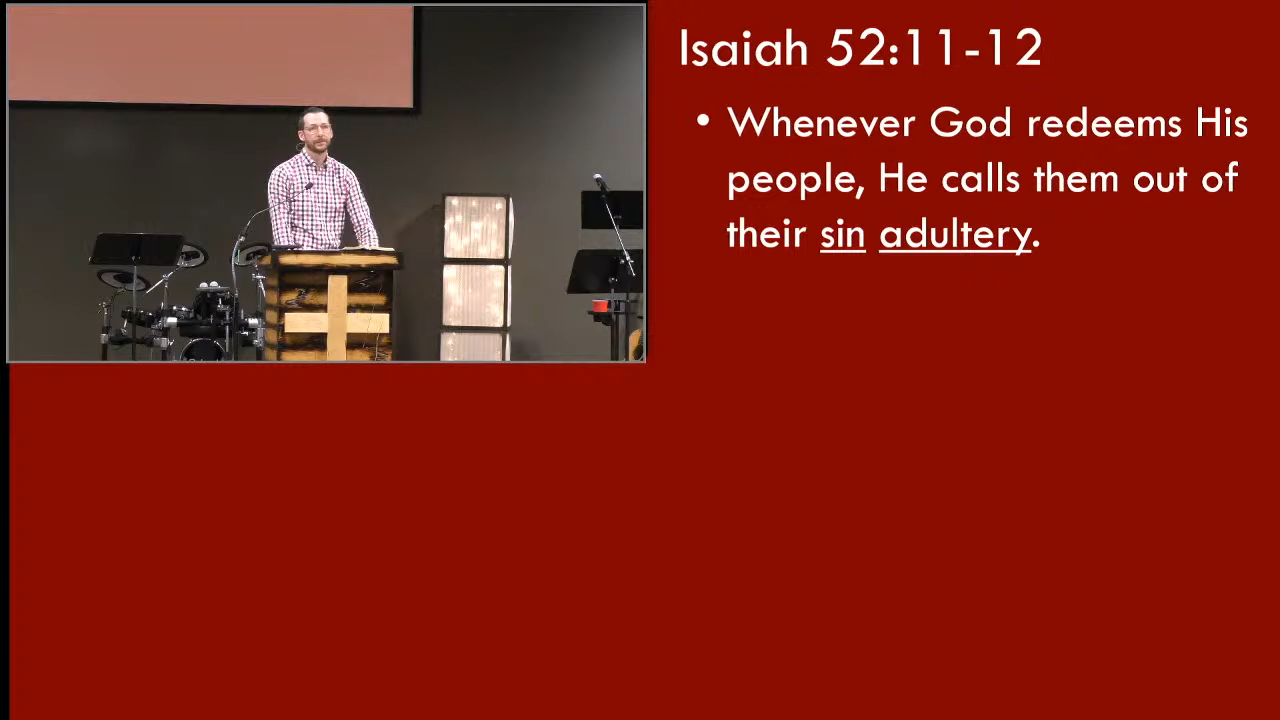 Isaiah 52:11-12
• Whenever God redeems His
people, He calls them out of
their sin adultery.